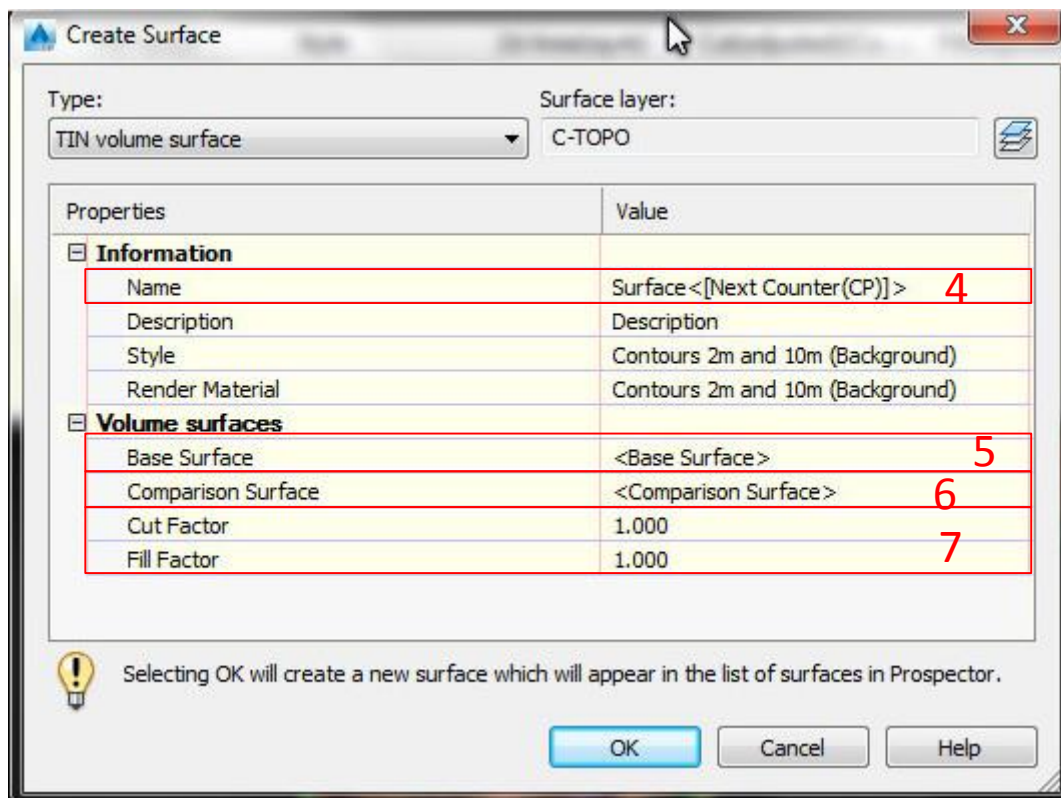 Create Surface
Type:
Surface layer:
TIN volume surface
C-TOPO
Properties Value
Information
Name Surface<[Next Counter(CP)]> 4
Description Description
Style Contours 2m and 10m (Background)
Render Material Contours 2m and 10m (Background)
Volume surfaces
Base Surface <Base Surface> 5
Comparison Surface <Comparison Surface> 6
Cut Factor 1.000
Fill Factor 1.000 7
Selecting OK will create a new surface which will appear in the list of surfaces in Prospector.
OK Cancel Help